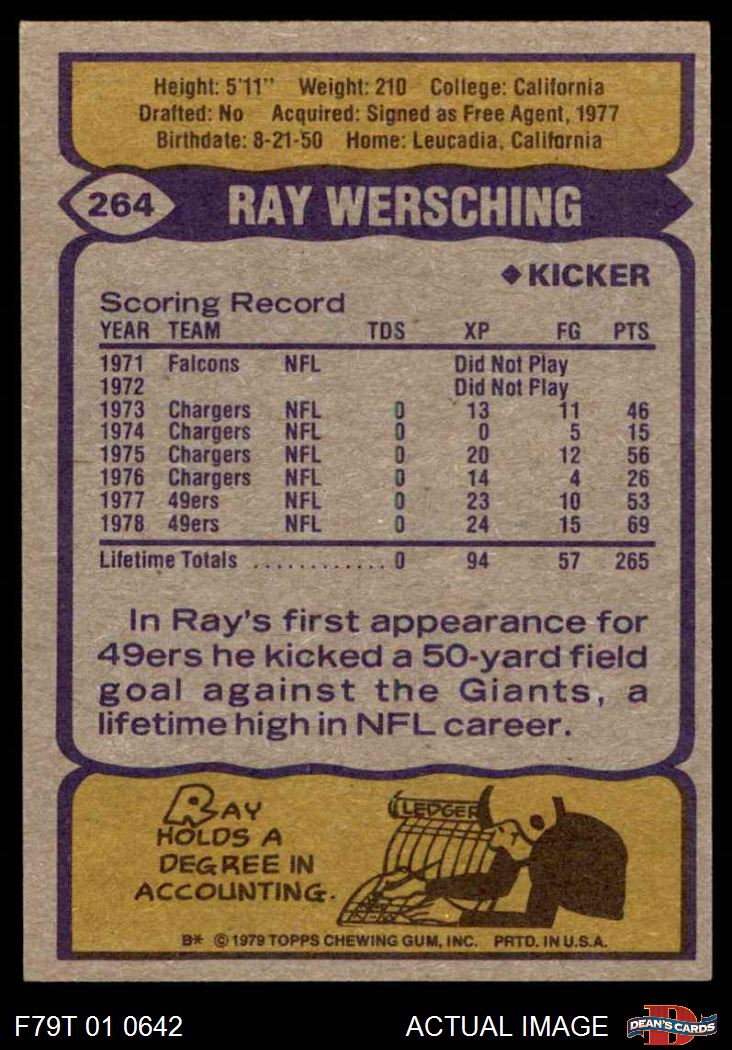 Height: 5'11" Weight: 210 College: California
Drafted: No Acquired: Signed as Free Agent, 1977
Birthdate: 8-21-50 Home: Leucadia, California
264 RAY WERSCHING
◆KICKER
Scoring Record
YEAR TEAM TDS XP FG PTS
1971 Falcons NFL Did Not Play
1972 Did Not Play
1973 Chargers NFL 0 13 11 46
1974 Chargers NFL 0 0 5 15
1975 Chargers NFL 0 20 12 56
1976 Chargers NFL 0 14 4 26
1977 49ers NFL 0 23 10 53
1978 49ers NFL 0 24 15 69
Lifetime Totals ............ 0 94 57 265
In Ray's first appearance for
49ers he kicked a 50-yard field
goal against the Giants, a
lifetime high in NFL career.
RAY
HOLDS A
DEGREE IN
ACCOUNTING.
LEDGER
B* © 1979 TOPPS CHEWING GUM, INC. PRTD. IN U.S.A.
F79T 01 0642 ACTUAL IMAGE D DEAN'S CARDS